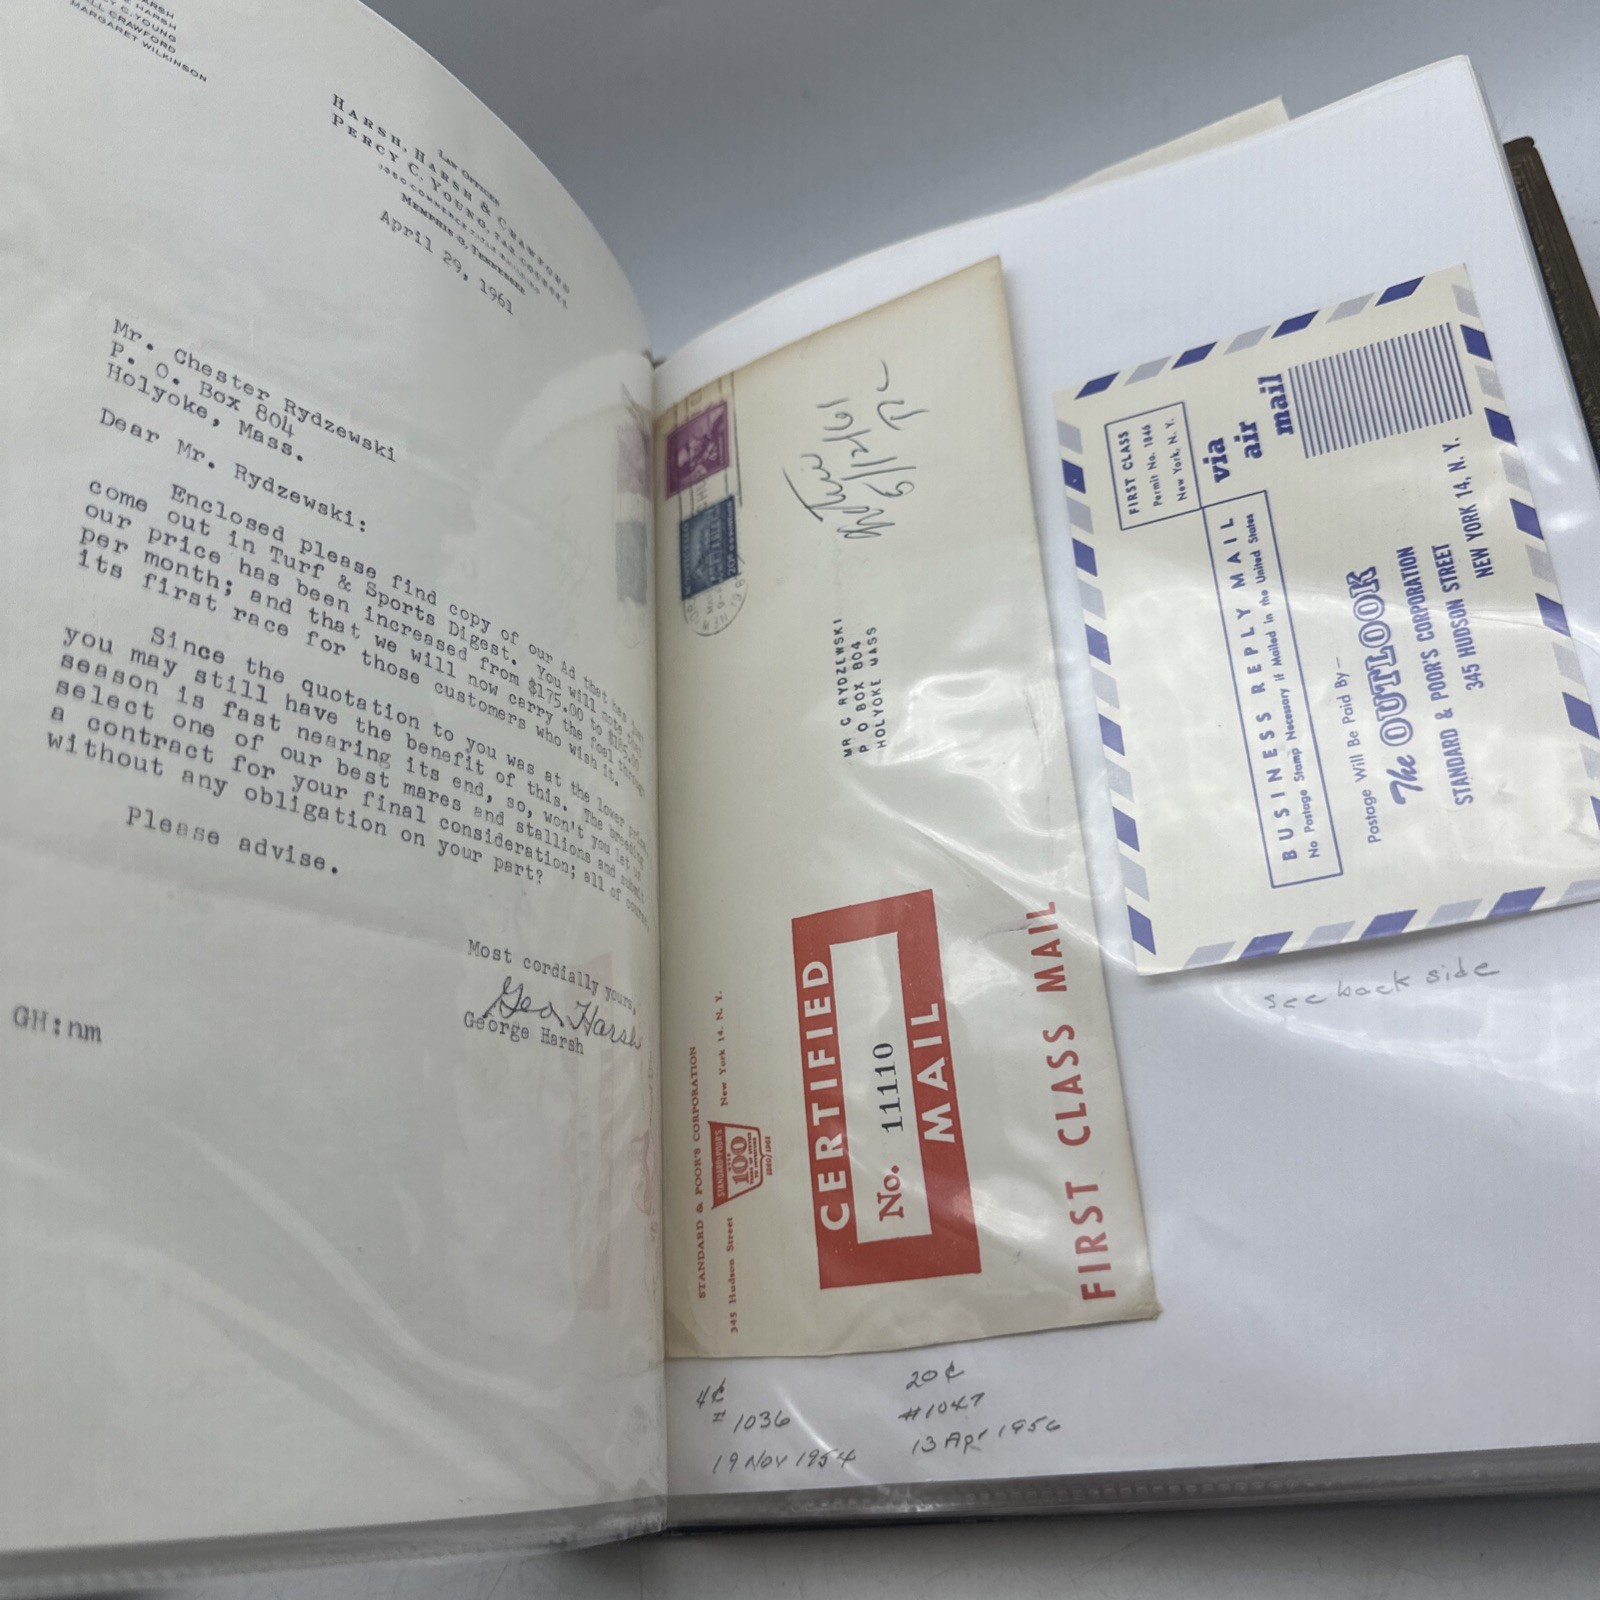 HARSH
C. YOUNG
CRAWFORD
MARGARET WILKINSON
LAW OFFICES
HARSH, HARSH & CRAWFORD
PERCY C. YOUNG, TAX COUNSEL
MEMPHIS 3, TENNESSEE
April 29, 1961
Mr. Chester Rydzewski
P. O. Box 804
Holyoke, Mass.
Dear Mr. Rydzewski:
Enclosed please find copy of our Ad that has
come out in Turf & Sports Digest. You will note that
our price has been increased from $175.00 to
per month; and that we will now carry the foal through
its first race for those customers who wish it.
Since the quotation to you was at the lower price,
you may still have the benefit of this. The breeding
season is fast nearing its end, so, won't you let us
select one of our best mares and stallions and submit
a contract for your final consideration; all of course,
without any obligation on your part?
Please advise.
Most cordially yours,
Geo Harsh
George Harsh
GH:nm
6/12/61
MR C RYDZEWSKI
P O BOX 804
HOLYOKE MASS
STANDARD & POOR'S CORPORATION
345 Hudson Street
New York 14, N. Y.
STANDARD & POOR'S
100
CERTIFIED
No. 11110
MAIL
FIRST CLASS MAIL
4¢
# 1036
19 Nov 1954
20¢
#1047
13 Apr 1956
FIRST CLASS
Permit No. 1846
New York, N. Y.
via
air
mail
BUSINESS REPLY MAIL
No Postage Stamp Necessary if Mailed in the United States
Postage Will Be Paid By —
The OUTLOOK
STANDARD & POOR'S CORPORATION
345 HUDSON STREET
NEW YORK 14, N. Y.
see back side